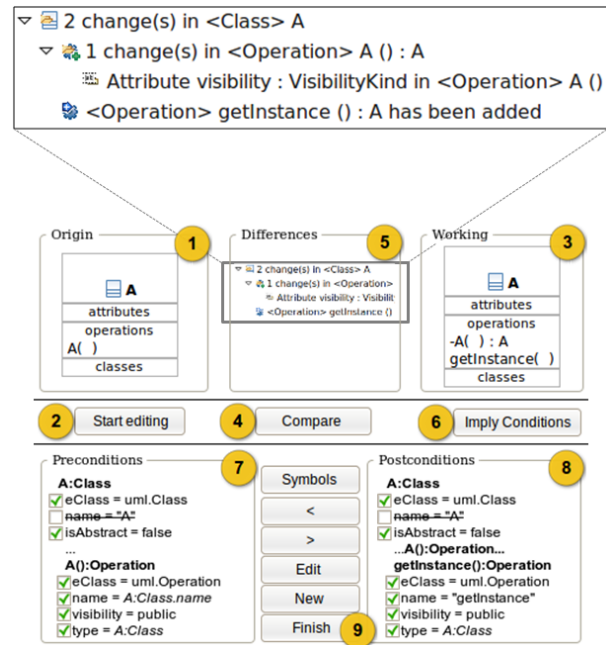 2 change(s) in <Class> A
1 change(s) in <Operation> A () : A
Attribute visibility : VisibilityKind in <Operation> A ()
<Operation> getInstance () : A has been added
Origin
1
Differences
5
Working
3
A
attributes
operations
A( )
classes
2 change(s) in <Class> A
1 change(s) in <Operation>
Attribute visibility : Visibilit
<Operation> getInstance ()
A
attributes
operations
-A( ) : A
getInstance( )
classes
2
Start editing
4
Compare
6
Imply Conditions
Preconditions
7
A:Class
eClass = uml.Class
name = "A"
isAbstract = false
...
A():Operation
eClass = uml.Operation
name = A:Class.name
visibility = public
type = A:Class
Symbols
<
>
Edit
New
Finish
9
Postconditions
8
A:Class
eClass = uml.Class
name = "A"
isAbstract = false
...A():Operation...
getInstance():Operation
eClass = uml.Operation
name = "getInstance"
visibility = public
type = A:Class